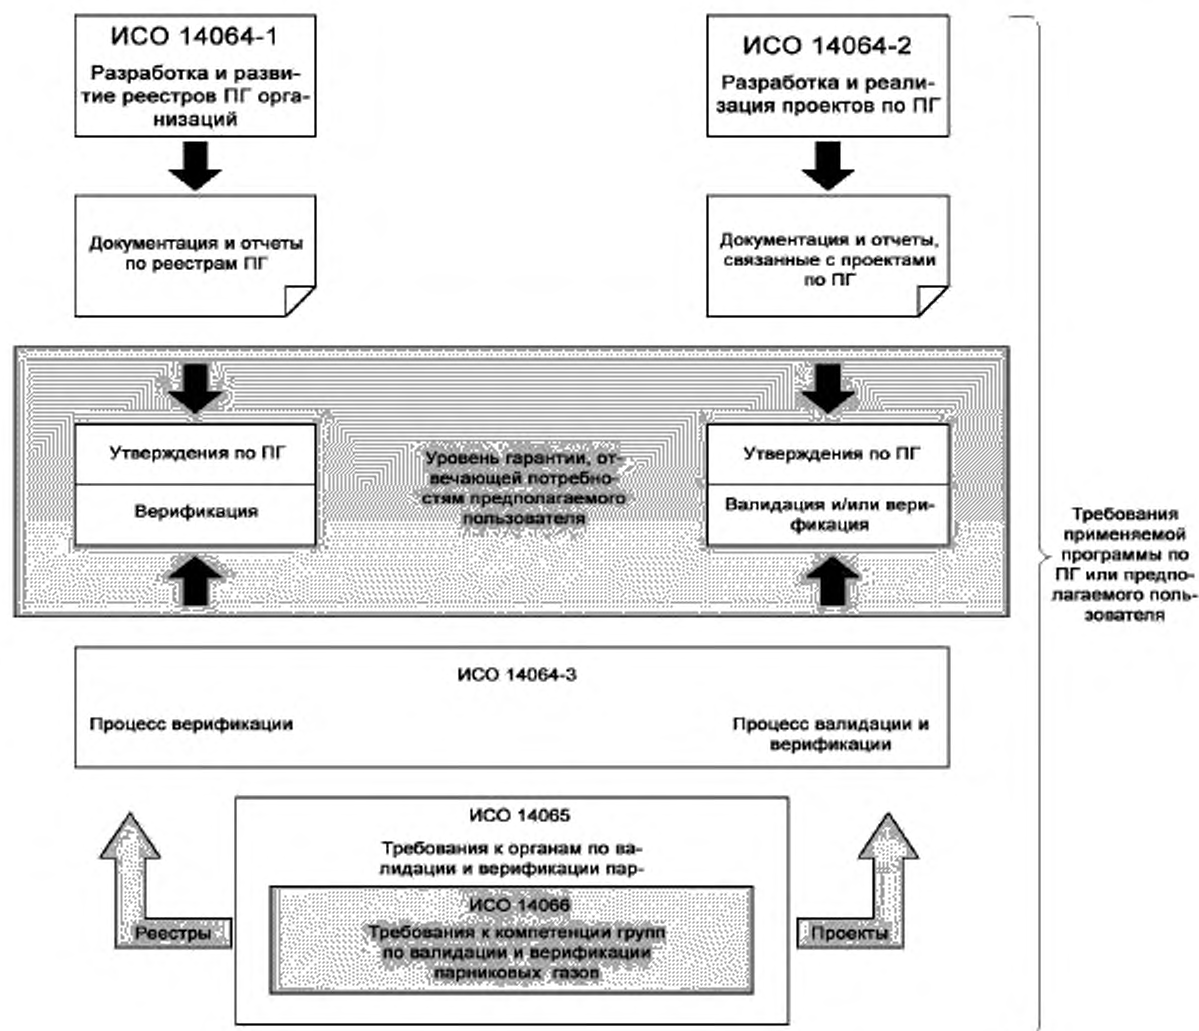 ИСО 14064-1
Разработка и разви-
тие реестров ПГ орга-
низаций
ИСО 14064-2
Разработка и реали-
зация проектов по ПГ
Документация и отчеты
по реестрам ПГ
Документация и отчеты,
связанные с проектами
по ПГ
Утверждения по ПГ
Верификация
Уровень гарантии, от-
вечающей потребно-
стям предполагаемого
пользователя
Утверждения по ПГ
Валидация и/или вери-
фикация
Требования
применяемой
программы по
ПГ или предпо-
лагаемого поль-
зователя
ИСО 14064-3
Процесс верификации
Процесс валидации и
верификации
ИСО 14065
Требования к органам по ва-
лидации и верификации пар-
ИСО 14066
Требования к компетенции групп
по валидации и верификации
парниковых газов
Реестры
Проекты